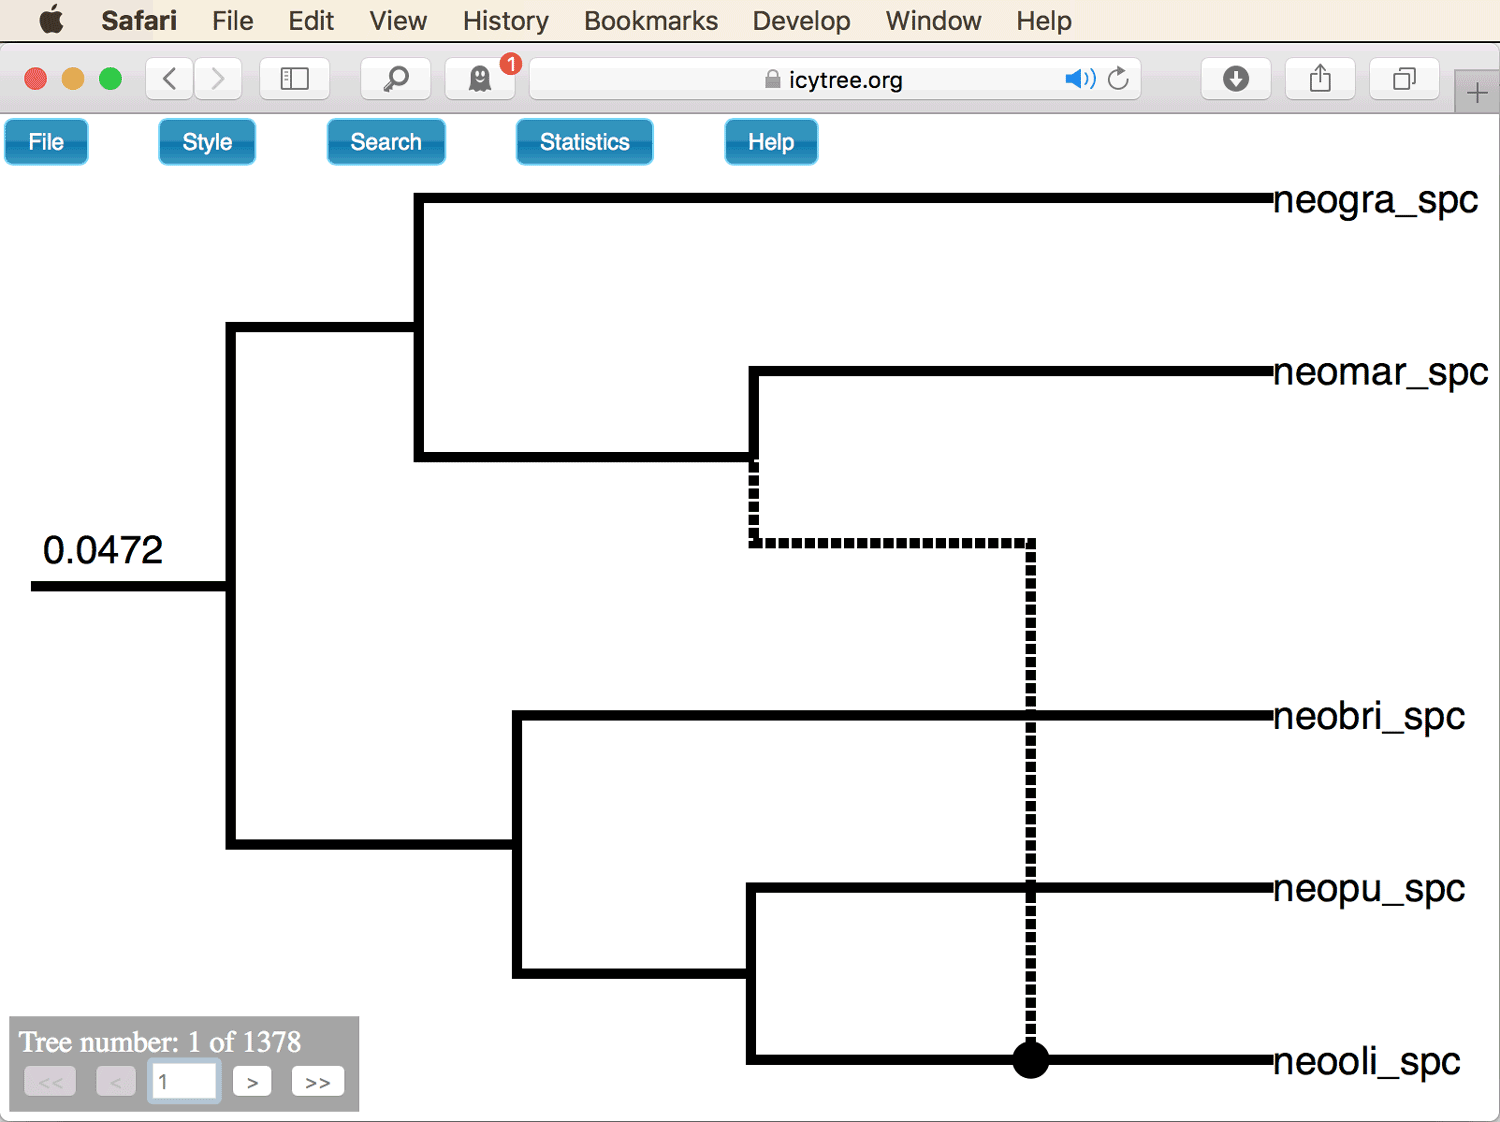 Safari File Edit View History Bookmarks Develop Window Help
1
icytree.org
File Style Search Statistics Help
neogra_spc
neomar_spc
0.0472
neobri_spc
neopu_spc
neooli_spc
Tree number: 1 of 1378
<< < 1 > >>